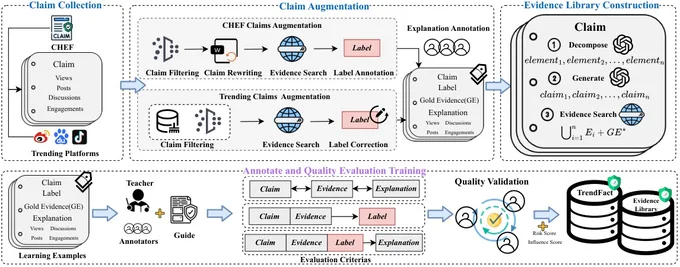 Claim Collection
CLAIM
CHEF
Claim
Views
Posts
Discussions
Engagements
Trending Platforms
Claim Augmentation
CHEF Claims Augmentation
Claim Filtering
Claim Rewriting
Evidence Search
Label
Label Annotation
Trending Claims Augmentation
Claim Filtering
Evidence Search
Label
Label Correction
Explanation Annotation
Claim
Label
Gold Evidence(GE)
Explanation
Views Discussions
Posts Engagements
Evidence Library Construction
Claim
1 Decompose
element₁, element₂, . . . , elementₙ
2 Generate
claim₁, claim₂, . . . , claimₙ
3 Evidence Search
⋃ⁿᵢ₌₁ Eᵢ + GE*
Annotate and Quality Evaluation Training
Claim
Label
Gold Evidence(GE)
Explanation
Views Discussions
Posts Engagements
Learning Examples
Teacher
Annotators
Guide
Claim Evidence Explanation
Claim Evidence Label
Claim Evidence Label Explanation
Evaluation Criterias
Quality Validation
Risk Score
Influence Score
TrendFact
Evidence
Library